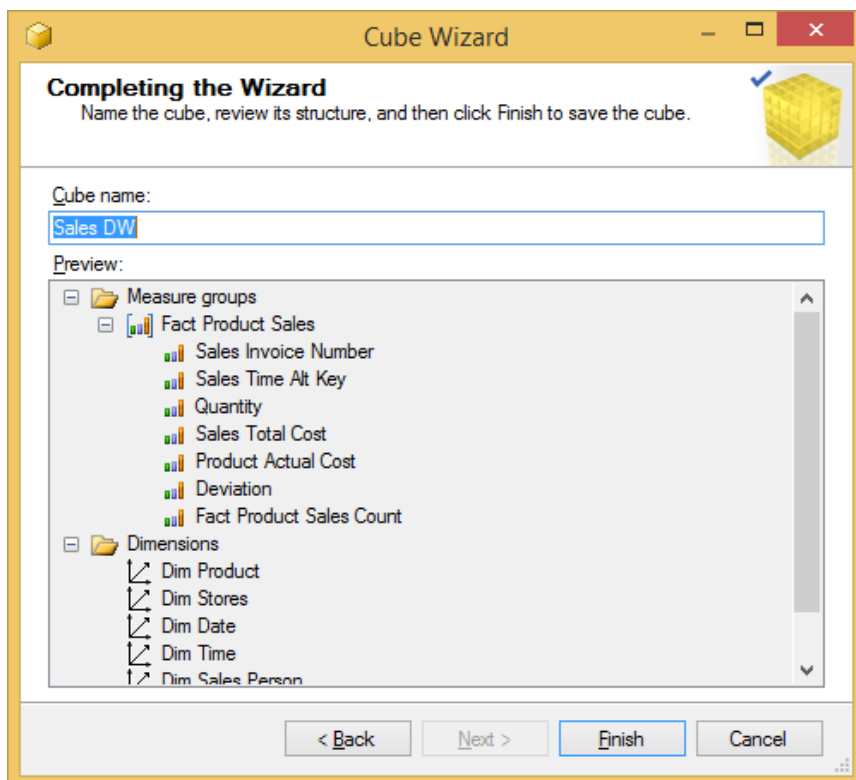 Cube Wizard
Completing the Wizard
Name the cube, review its structure, and then click Finish to save the cube.
Cube name:
Sales DW
Preview:
Measure groups
Fact Product Sales
Sales Invoice Number
Sales Time Alt Key
Quantity
Sales Total Cost
Product Actual Cost
Deviation
Fact Product Sales Count
Dimensions
Dim Product
Dim Stores
Dim Date
Dim Time
Dim Sales Person
< Back
Next >
Finish
Cancel